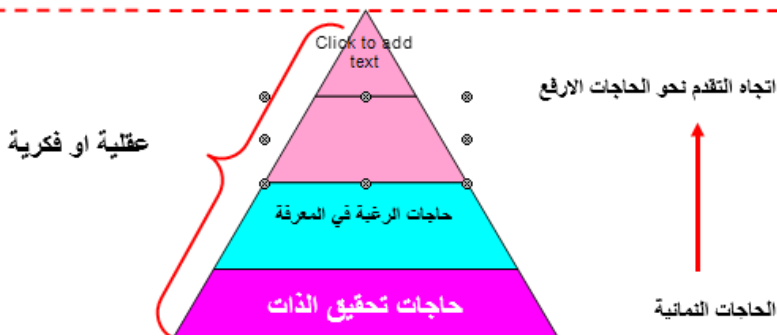 Click to add
text
اتجاه التقدم نحو الحاجات الارفع
عقلية او فكرية
حاجات الرغبة في المعرفة
حاجات تحقيق الذات
الحاجات النمائية